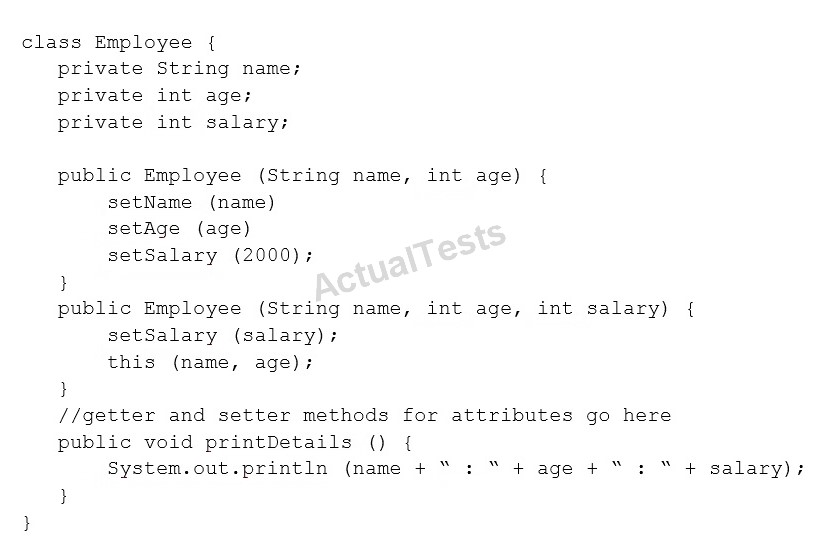 class Employee {
private String name;
private int age;
private int salary;
public Employee (String name, int age) {
setName (name)
setAge (age)
setSalary (2000);
}
public Employee (String name, int age, int salary) {
setSalary (salary);
this (name, age);
}
//getter and setter methods for attributes go here
public void printDetails () {
System.out.println (name + “ : “ + age + “ : “ + salary);
}
}
ActualTests